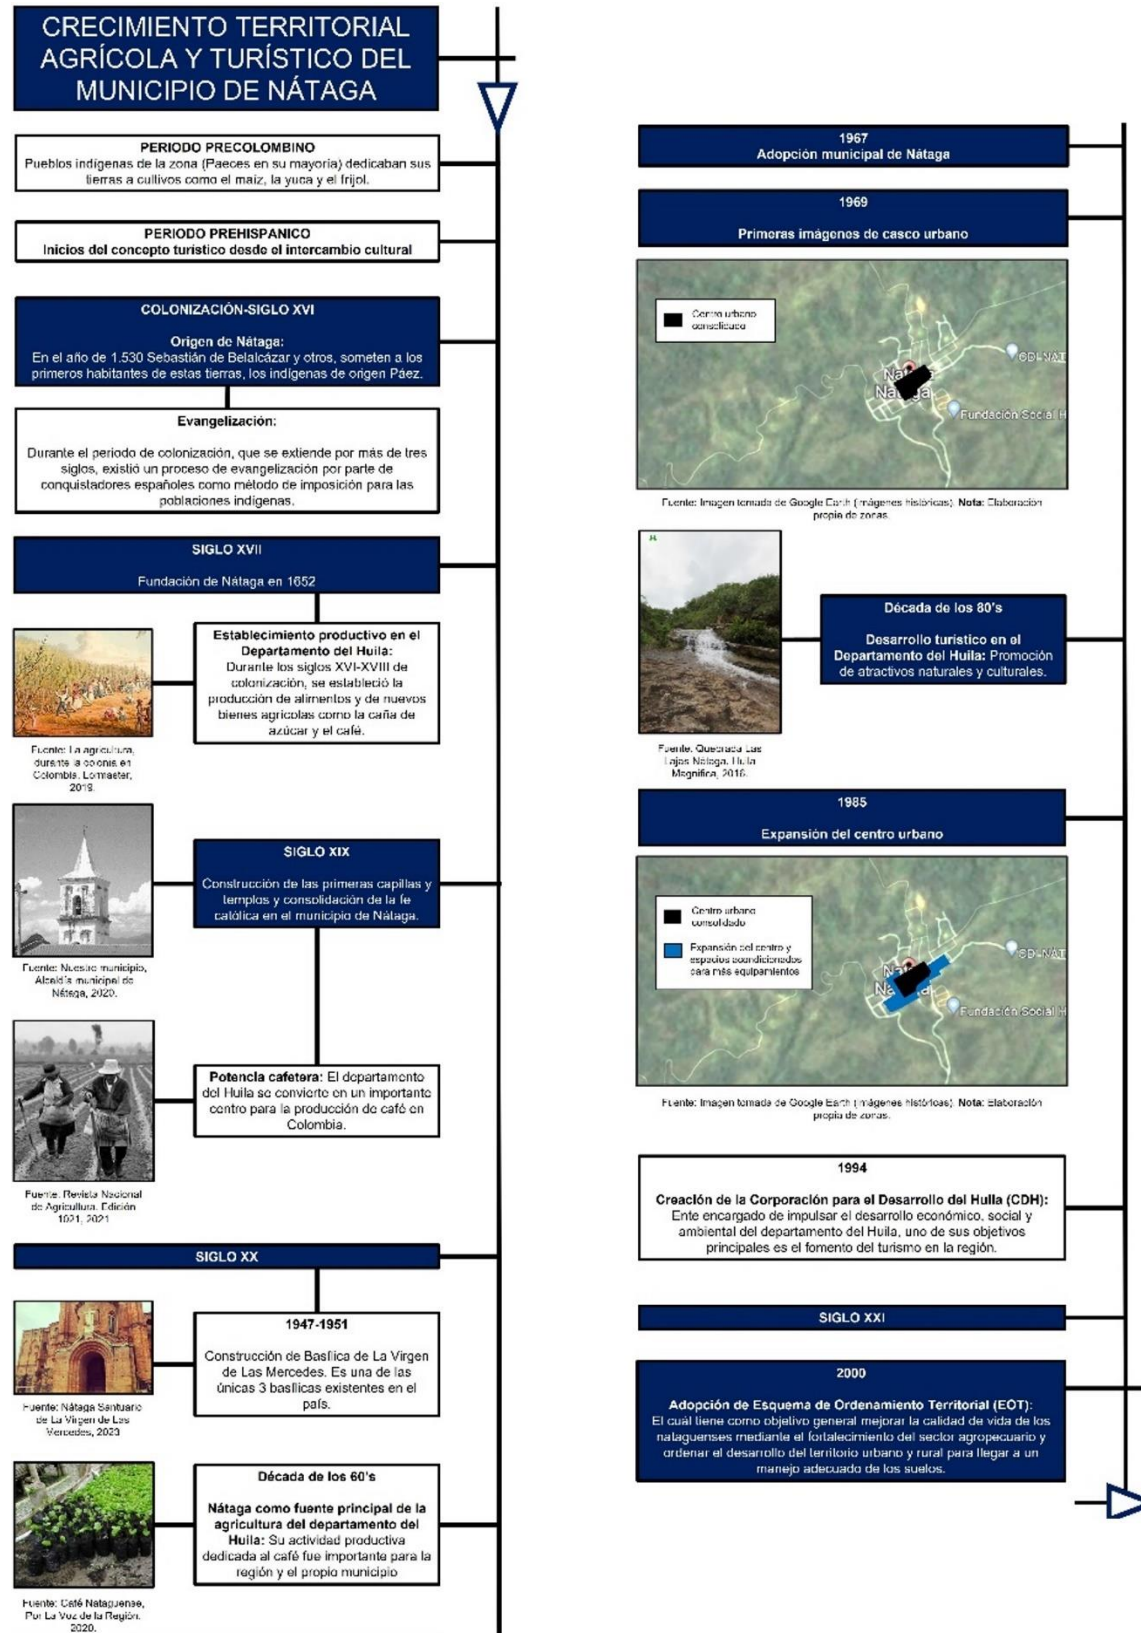 CRECIMIENTO TERRITORIAL
AGRÍCOLA Y TURÍSTICO DEL
MUNICIPIO DE NÁTAGA
PERIODO PRECOLOMBINO
Pueblos indígenas de la zona (Paeces en su mayoría) dedicaban sus
tierras a cultivos como el maíz, la yuca y el frijol.
PERIODO PREHISPANICO
Inicios del concepto turístico desde el intercambio cultural
COLONIZACIÓN-SIGLO XVI
Origen de Nátaga:
En el año de 1.530 Sebastián de Belalcázar y otros, someten a los
primeros habitantes de estas tierras, los indígenas de origen Páez.
Evangelización:
Durante el periodo de colonización, que se extiende por más de tres
siglos, existió un proceso de evangelización por parte de
conquistadores españoles como método de imposición para las
poblaciones indígenas.
SIGLO XVII
Fundación de Nátaga en 1652
Establecimiento productivo en el
Departamento del Huila:
Durante los siglos XVI-XVIII de
colonización, se estableció la
producción de alimentos y de nuevos
bienes agrícolas como la caña de
azúcar y el café.
Fuente: La agricultura,
durante la colonia en
Colombia. Lormaster,
2019.
SIGLO XIX
Construcción de las primeras capillas y
templos y consolidación de la fe
católica en el municipio de Nátaga.
Fuente: Nuestro municipio,
Alcaldía municipal de
Nátaga, 2020.
Potencia cafetera: El departamento
del Huila se convierte en un importante
centro para la producción de café en
Colombia.
Fuente: Revista Nacional
de Agricultura. Edición
1021, 2021
SIGLO XX
1947-1951
Construcción de Basílica de La Virgen
de Las Mercedes. Es una de las
únicas 3 basílicas existentes en el
país.
Fuente: Nátaga Santuario
de La Virgen de Las
Mercedes, 2023
Década de los 60's
Nátaga como fuente principal de la
agricultura del departamento del
Huila: Su actividad productiva
dedicada al café fue importante para la
región y el propio municipio
Fuente: Café Nataguense,
Por La Voz de la Región.
2020.
1967
Adopción municipal de Nátaga
1969
Primeras imágenes de casco urbano
Centro urbano
consolidado
CDI-NAT
Nátaga
Fundación Social H
Fuente: Imagen tomada de Google Earth (imágenes históricas). Nota: Elaboración
propia de zonas.
Década de los 80's
Desarrollo turístico en el
Departamento del Huila: Promoción
de atractivos naturales y culturales.
Fuente: Quebrada Las
Lajas Nátaga. Huila
Magnífica, 2016.
1985
Expansión del centro urbano
Centro urbano
consolidado
Expansión del centro y
espacios acondicionados
para más equipamientos
CDI-NAT
Fundación Social H
Fuente: Imagen tomada de Google Earth (imágenes históricas). Nota: Elaboración
propia de zonas.
1994
Creación de la Corporación para el Desarrollo del Huila (CDH):
Ente encargado de impulsar el desarrollo económico, social y
ambiental del departamento del Huila, uno de sus objetivos
principales es el fomento del turismo en la región.
SIGLO XXI
2000
Adopción de Esquema de Ordenamiento Territorial (EOT):
El cuál tiene como objetivo general mejorar la calidad de vida de los
nataguenses mediante el fortalecimiento del sector agropecuario y
ordenar el desarrollo del territorio urbano y rural para llegar a un
manejo adecuado de los suelos.